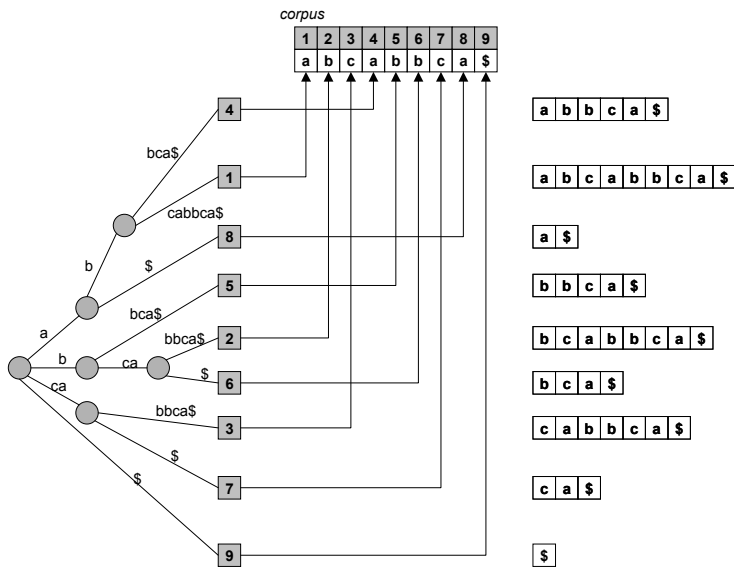 corpus
1 2 3 4 5 6 7 8 9
a b c a b b c a $
4 a b b c a $
bca$
1 a b c a b b c a $
cabbca$
8 a $
b $
5 b b c a $
bca$
a
2 b c a b b c a $
bbca$
b ca
6 b c a $
$
ca
3 c a b b c a $
bbca$
$
7 c a $
$
9 $